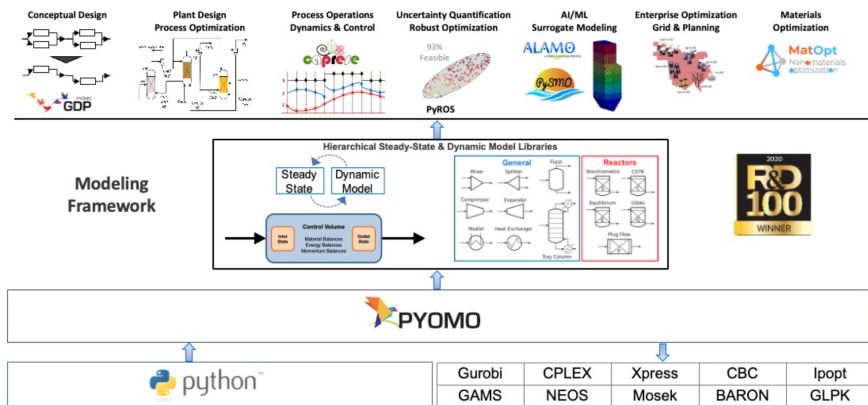 Conceptual Design
Plant Design
Process Optimization
Process Operations
Dynamics & Control
Uncertainty Quantification
Robust Optimization
AI/ML
Surrogate Modeling
Enterprise Optimization
Grid & Planning
Materials
Optimization
PYOMO
GDP
caprese
93%
Feasible
PyROS
ALAMO
PySMO
MatOpt
Nanomaterials
optimization
Modeling
Framework
Hierarchical Steady-State & Dynamic Model Libraries
Steady
State
Dynamic
Model
Control Volume
Inlet
State
Material Balances
Energy Balances
Momentum Balances
Outlet
State
General
Mixer
Splitter
Flash
Compressor
Expander
Heater
Heat Exchanger
Tray Column
Reactors
Stoichiometric
CSTR
Equilibrium
Gibbs
Plug Flow
2020
R&D
100
WINNER
PYOMO
python™
Gurobi CPLEX Xpress CBC Ipopt
GAMS NEOS Mosek BARON GLPK